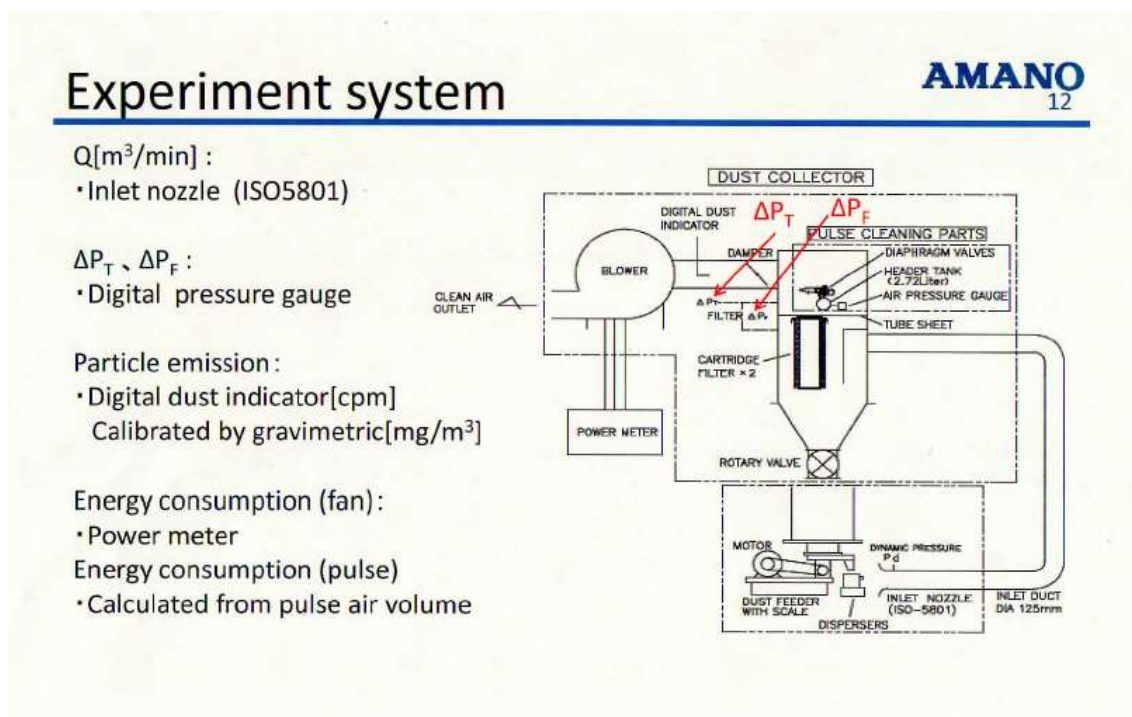 Experiment system
AMANO
12
Q[m³/min] :
・Inlet nozzle (ISO5801)
ΔP_T 、ΔP_F :
・Digital pressure gauge
Particle emission :
・Digital dust indicator[cpm]
Calibrated by gravimetric[mg/m³]
Energy consumption (fan) :
・Power meter
Energy consumption (pulse)
・Calculated from pulse air volume
DUST COLLECTOR
DIGITAL DUST
INDICATOR
ΔP_T
ΔP_F
PULSE CLEANING PARTS
DAMPER
DIAPHRAGM VALVES
BLOWER
HEADER TANK
(2.72Liter)
AIR PRESSURE GAUGE
CLEAN AIR
OUTLET
ΔP_T
FILTER ΔP_F
TUBE SHEET
CARTRIDGE
FILTER ×2
POWER METER
ROTARY VALVE
MOTOR
DYNAMIC PRESSURE
Pd
DUST FEEDER
WITH SCALE
INLET NOZZLE
(ISO-5801)
INLET DUCT
DIA 125mm
DISPERSERS